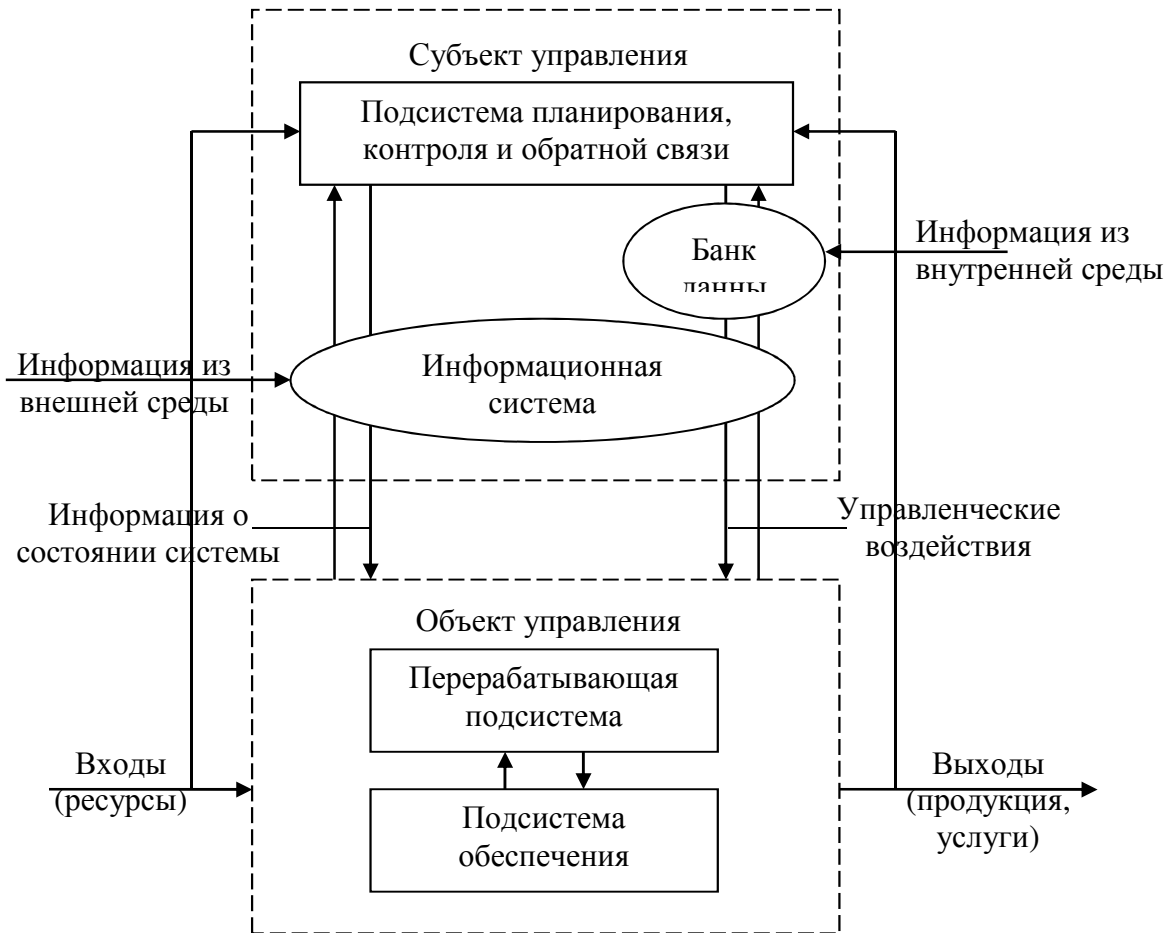 Субъект управления
Подсистема планирования,
контроля и обратной связи
Банк
данны
Информация из
внутренней среды
Информация из
внешней среды
Информационная
система
Информация о
состоянии системы
Управленческие
воздействия
Объект управления
Перерабатывающая
подсистема
Входы
(ресурсы)
Подсистема
обеспечения
Выходы
(продукция,
услуги)